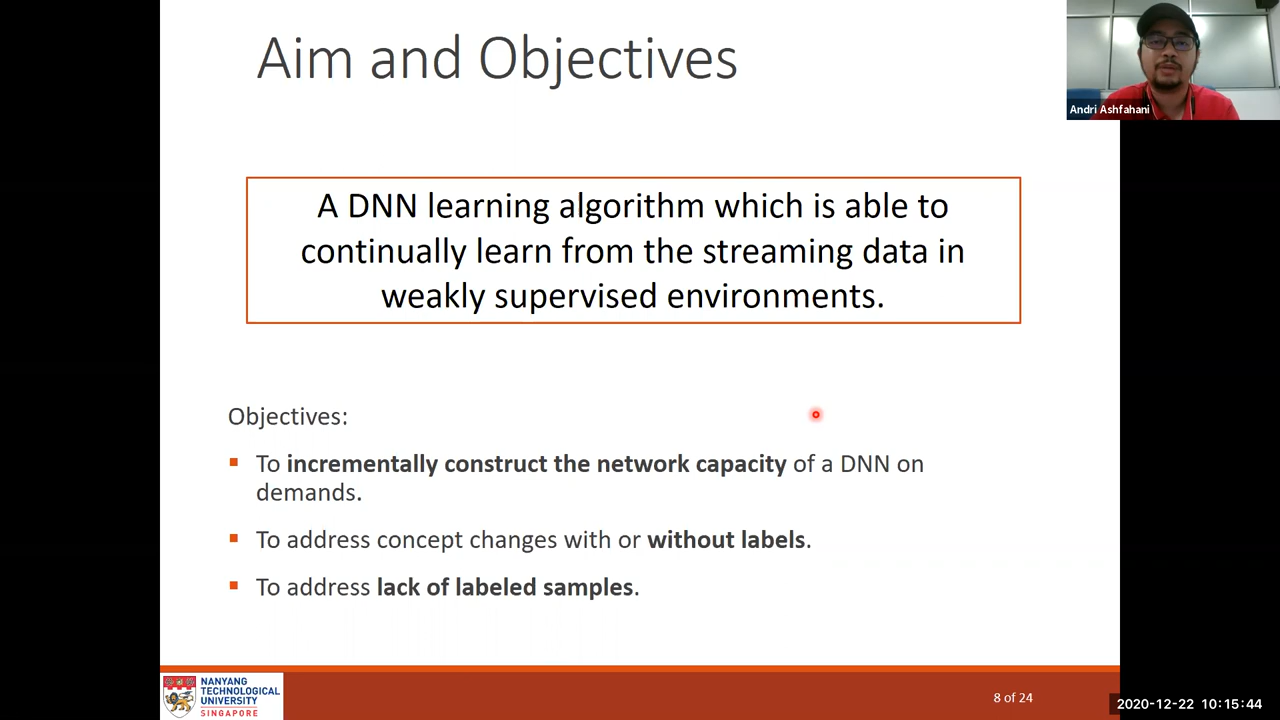 Aim and Objectives
Andri Ashfahani
A DNN learning algorithm which is able to
continually learn from the streaming data in
weakly supervised environments.
Objectives:
To incrementally construct the network capacity of a DNN on
demands.
To address concept changes with or without labels.
To address lack of labeled samples.
NANYANG
TECHNOLOGICAL
UNIVERSITY
SINGAPORE
8 of 24
2020-12-22 10:15:44